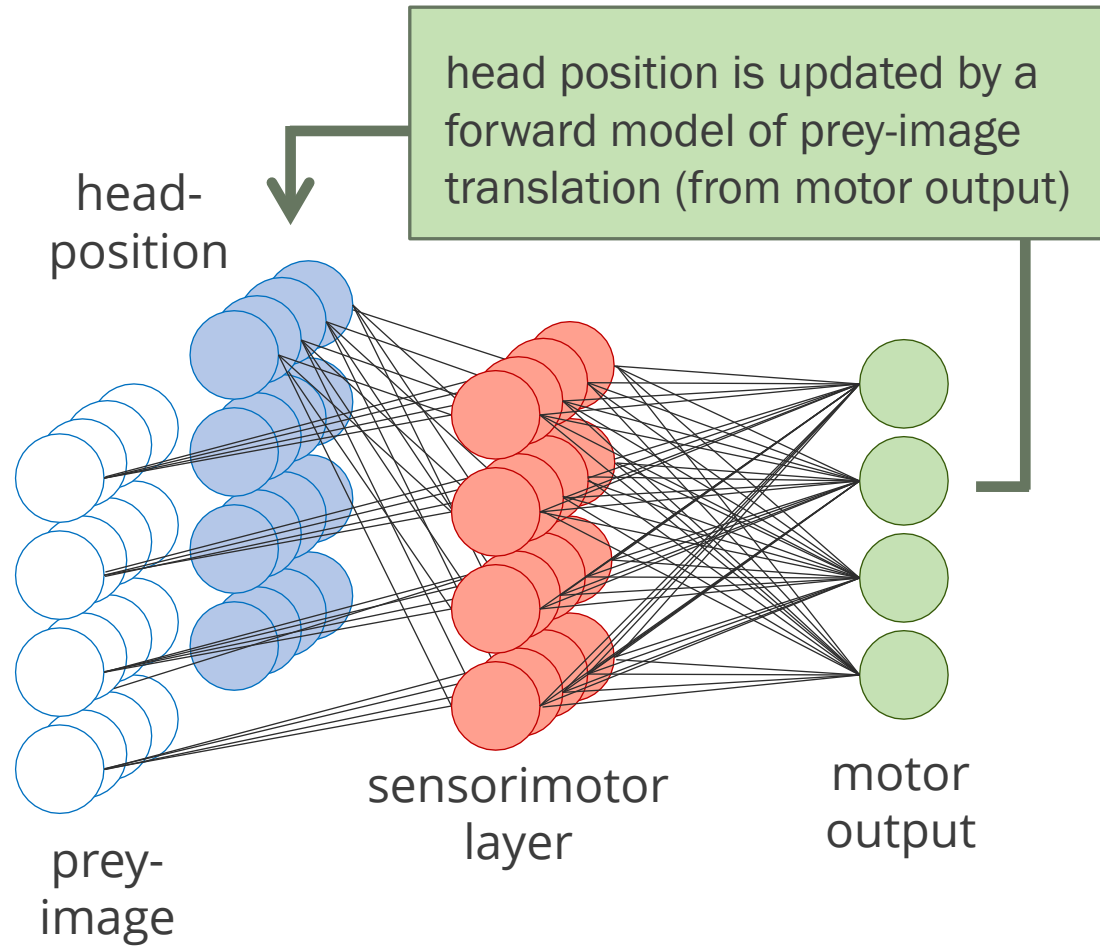 head position is updated by a
forward model of prey-image
translation (from motor output)
head-
position
sensorimotor
layer
motor
output
prey-
image